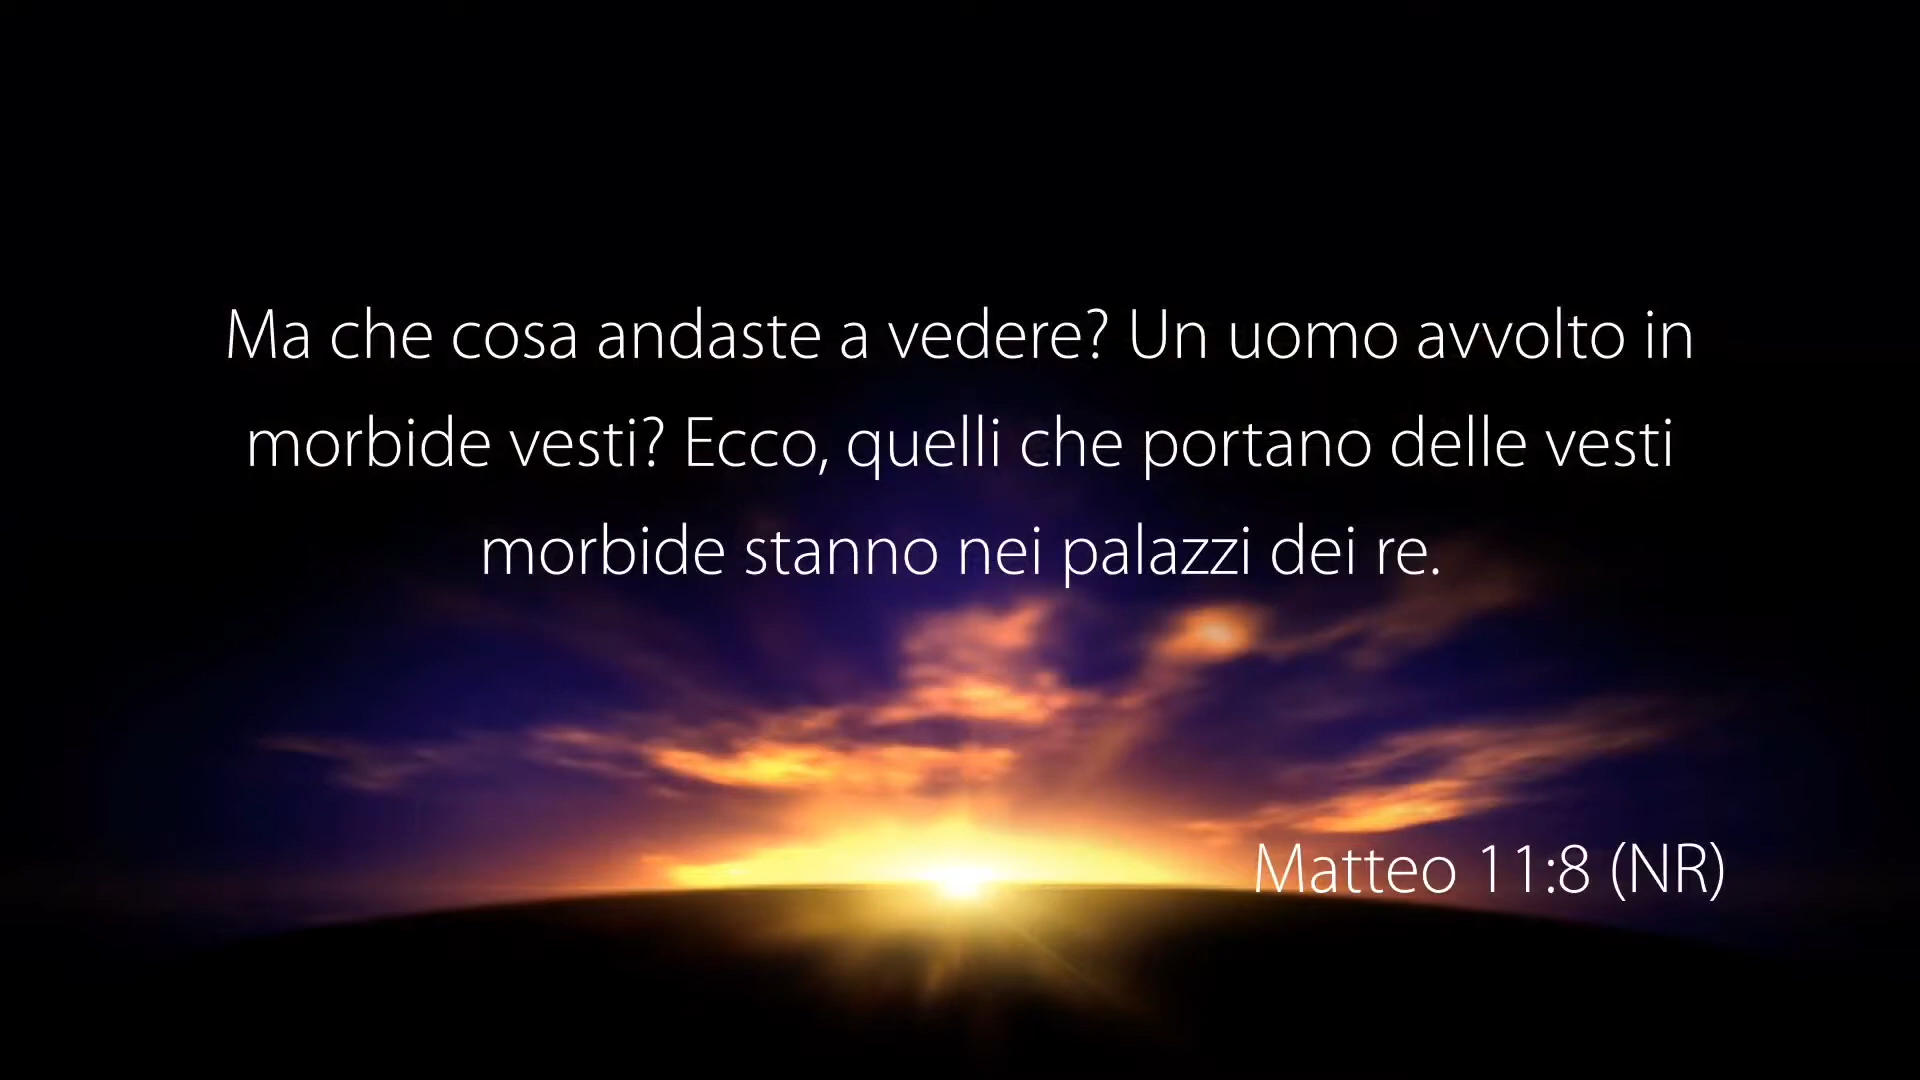 Ma che cosa andaste a vedere? Un uomo avvolto in
morbide vesti? Ecco, quelli che portano delle vesti
morbide stanno nei palazzi dei re.
Matteo 11:8 (NR)